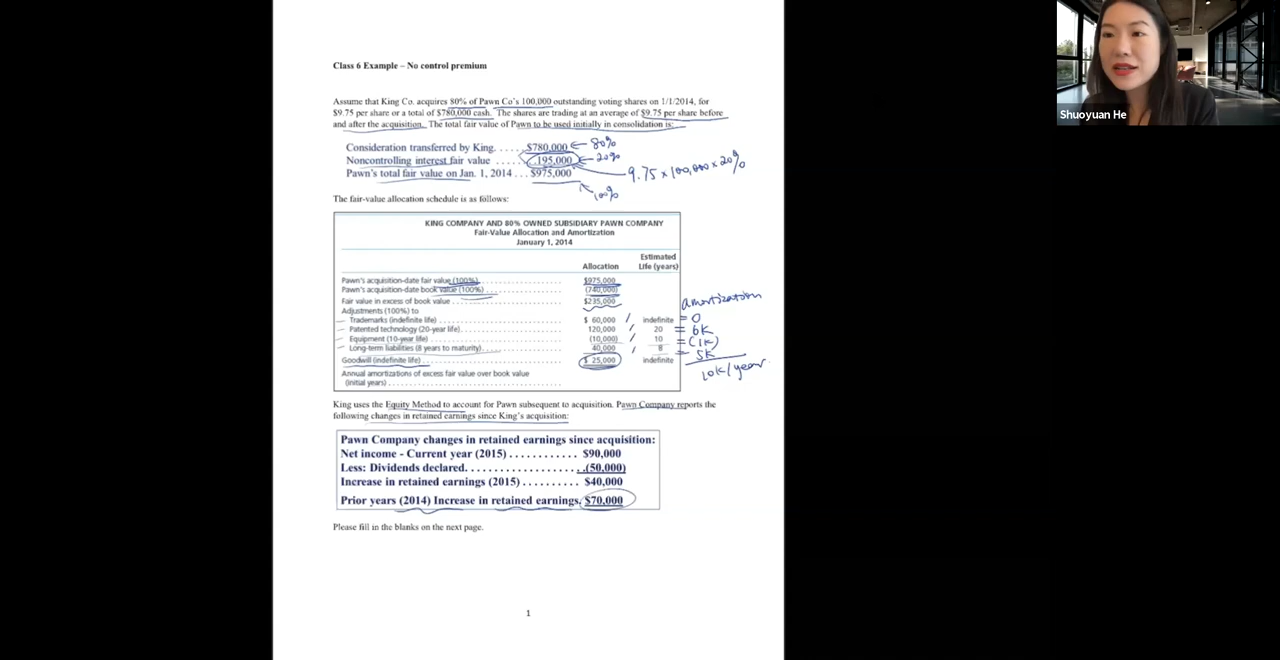 Class 6 Example – No control premium
Assume that King Co. acquires 80% of Pawn Co's 100,000 outstanding voting shares on 1/1/2014, for
$9.75 per share or a total of $780,000 cash. The shares are trading at an average of $9.75 per share before
and after the acquisition. The total fair value of Pawn to be used initially in consolidation is:
Consideration transferred by King. . . . . $780,000 ← 80%
Noncontrolling interest fair value . . . . . 195,000 ← 20%
9.75 × 100,000 × 20%
Pawn's total fair value on Jan. 1, 2014 . . . $975,000
100%
The fair-value allocation schedule is as follows:
KING COMPANY AND 80% OWNED SUBSIDIARY PAWN COMPANY
Fair-Value Allocation and Amortization
January 1, 2014
Estimated
Allocation Life (years)
Pawn's acquisition-date fair value (100%) $975,000
Pawn's acquisition-date book value (100%) (740,000)
Fair value in excess of book value $235,000
amortization
Adjustments (100%) to
Trademarks (indefinite life) $ 60,000 / indefinite = 0
Patented technology (20-year life) 120,000 / 20 = 6K
Equipment (10-year life) (10,000) / 10 = (1K)
Long-term liabilities (8 years to maturity) 40,000 / 8 = 5K
Goodwill (indefinite life) $ 25,000 indefinite
10K/year
Annual amortizations of excess fair value over book value
(initial years)
King uses the Equity Method to account for Pawn subsequent to acquisition. Pawn Company reports the
following changes in retained earnings since King's acquisition:
Pawn Company changes in retained earnings since acquisition:
Net income - Current year (2015) . . . . . . . . . . . . $90,000
Less: Dividends declared. . . . . . . . . . . . . . . . . . . . . (50,000)
Increase in retained earnings (2015) . . . . . . . . . . $40,000
Prior years (2014) Increase in retained earnings. $70,000
Please fill in the blanks on the next page.
1
Shuoyuan He